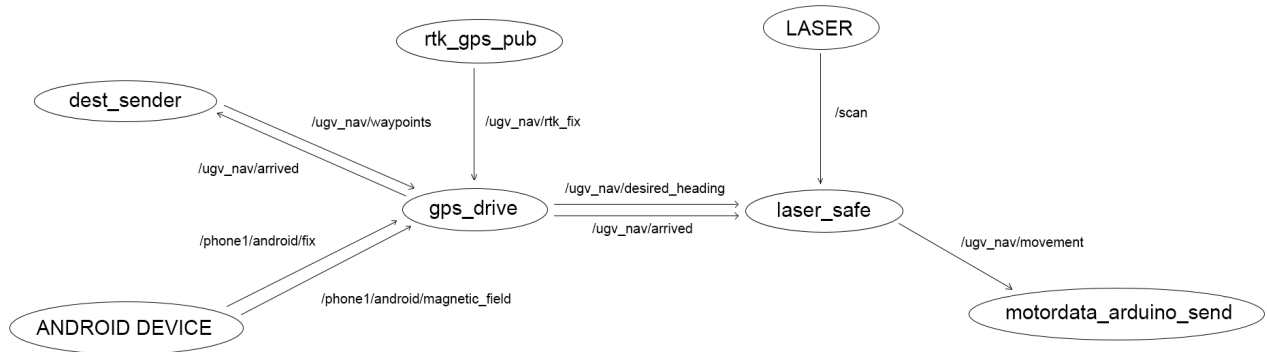 LASER
rtk_gps_pub
dest_sender
/ugv_nav/waypoints
/ugv_nav/rtk_fix
/scan
/ugv_nav/arrived
/ugv_nav/desired_heading
gps_drive
laser_safe
/ugv_nav/arrived
/phone1/android/fix
/ugv_nav/movement
/phone1/android/magnetic_field
ANDROID DEVICE
motordata_arduino_send